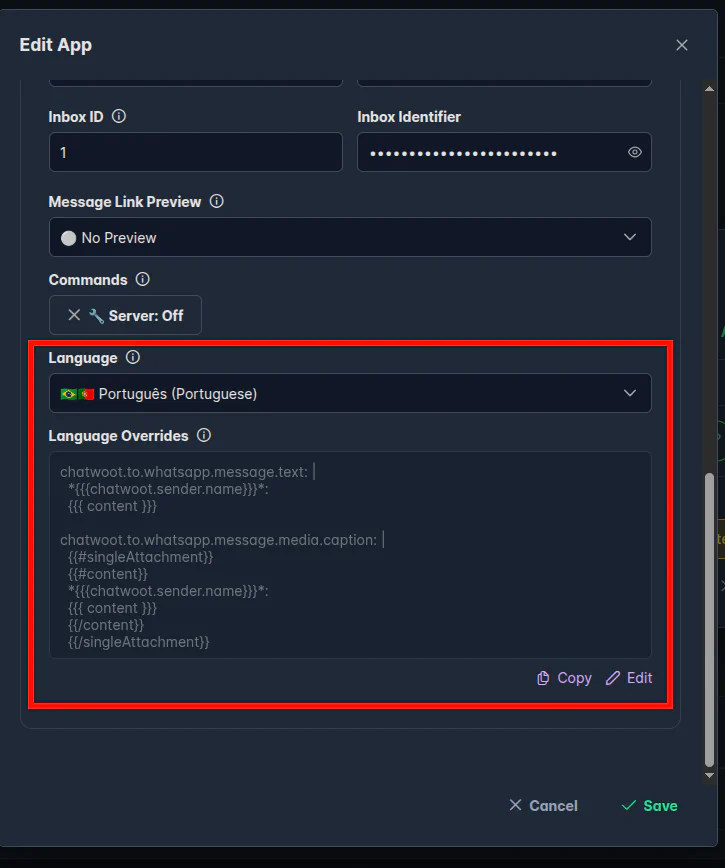 Edit App
Inbox ID
Inbox Identifier
1
••••••••••••••••••••••••
Message Link Preview
No Preview
Commands
Server: Off
Language
Português (Portuguese)
Language Overrides
chatwoot.to.whatsapp.message.text: |
*{{{chatwoot.sender.name}}}*:
{{{ content }}}
chatwoot.to.whatsapp.message.media.caption: |
{{#singleAttachment}}
{{#content}}
*{{{chatwoot.sender.name}}}*:
{{{ content }}}
{{/content}}
{{/singleAttachment}}
Copy
Edit
Cancel
Save